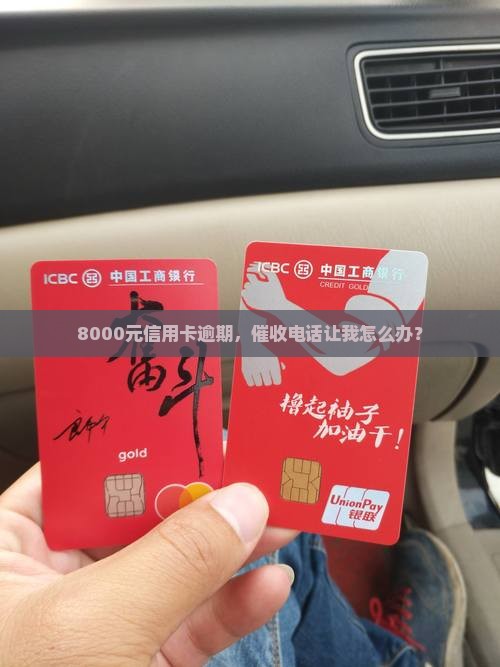 ICBC 中国工商银行
奋斗
gold
ICBC 中国工商银行
CREDIT GOLD
8000元信用卡逾期，催收电话让我怎么办？
撸起袖子
加油干！
UnionPay
银联